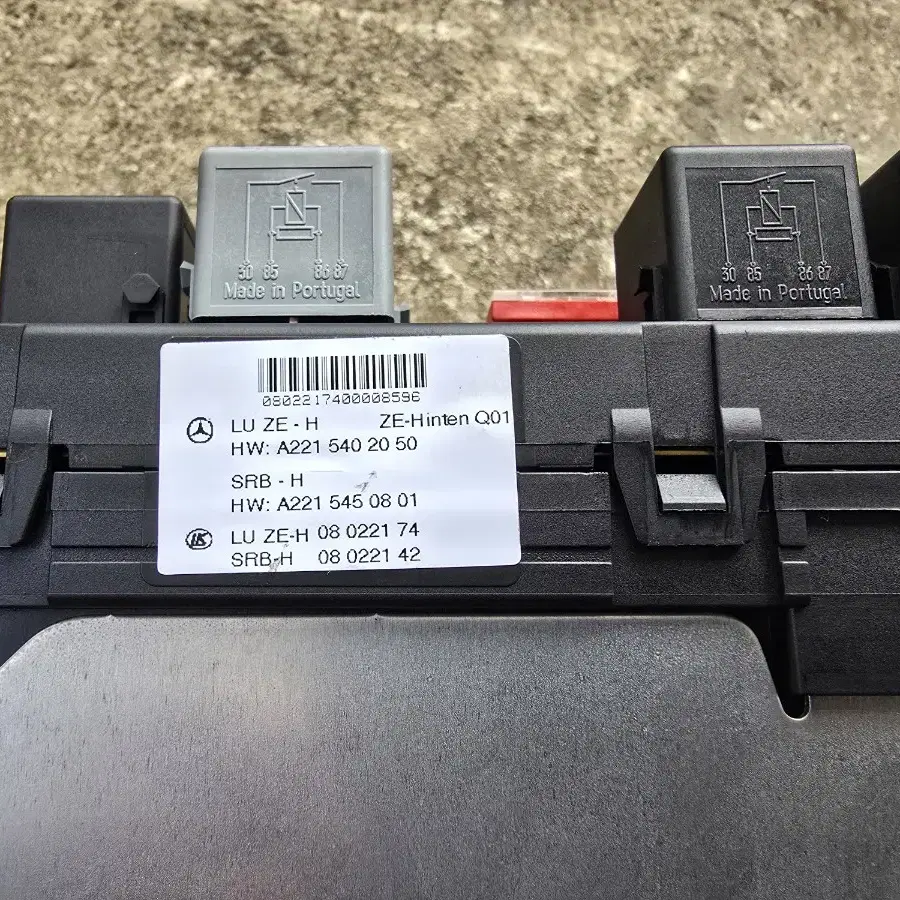 30 85 86 87
Made in Portugal
30 85 86 87
Made in Portugal
0802217400008596
LU ZE - H ZE-Hinten Q01
HW: A221 540 20 50
SRB - H
HW: A221 545 08 01
LK LU ZE-H 08 0221 74
SRB-H 08 0221 42